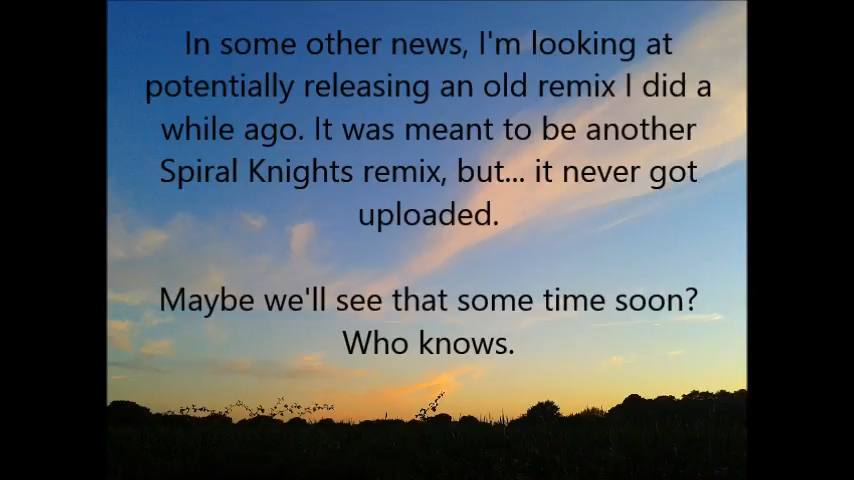 In some other news, I'm looking at
potentially releasing an old remix I did a
while ago. It was meant to be another
Spiral Knights remix, but... it never got
uploaded.
Maybe we'll see that some time soon?
Who knows.